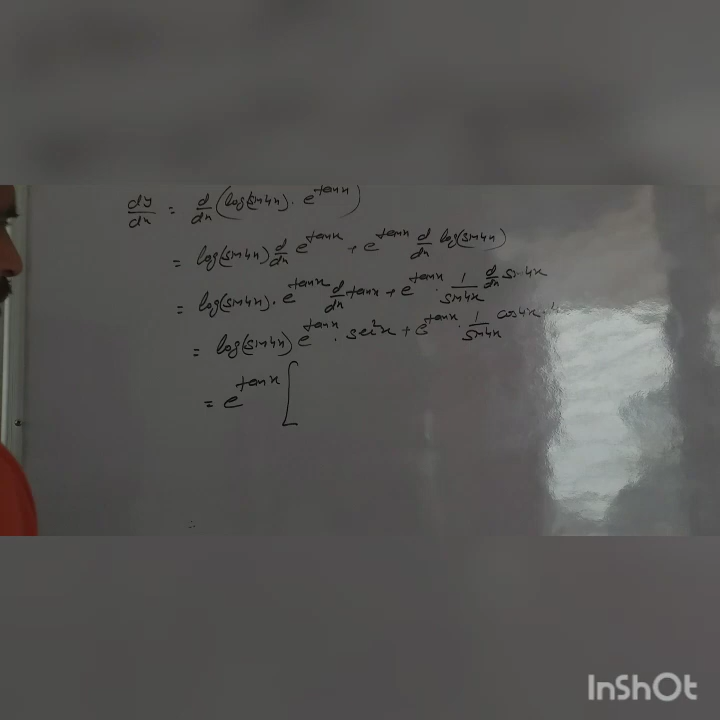 dy/dx = d/dx (log(sin4x) · e^tanx)
= log(sin4x) d/dx e^tanx + e^tanx d/dx log(sin4x)
= log(sin4x) · e^tanx d/dx tanx + e^tanx · 1/sin4x d/dx sin4x
= log(sin4x) e^tanx · sec²x + e^tanx · 1/sin4x cos4x ·
= e^tanx [
InShOt